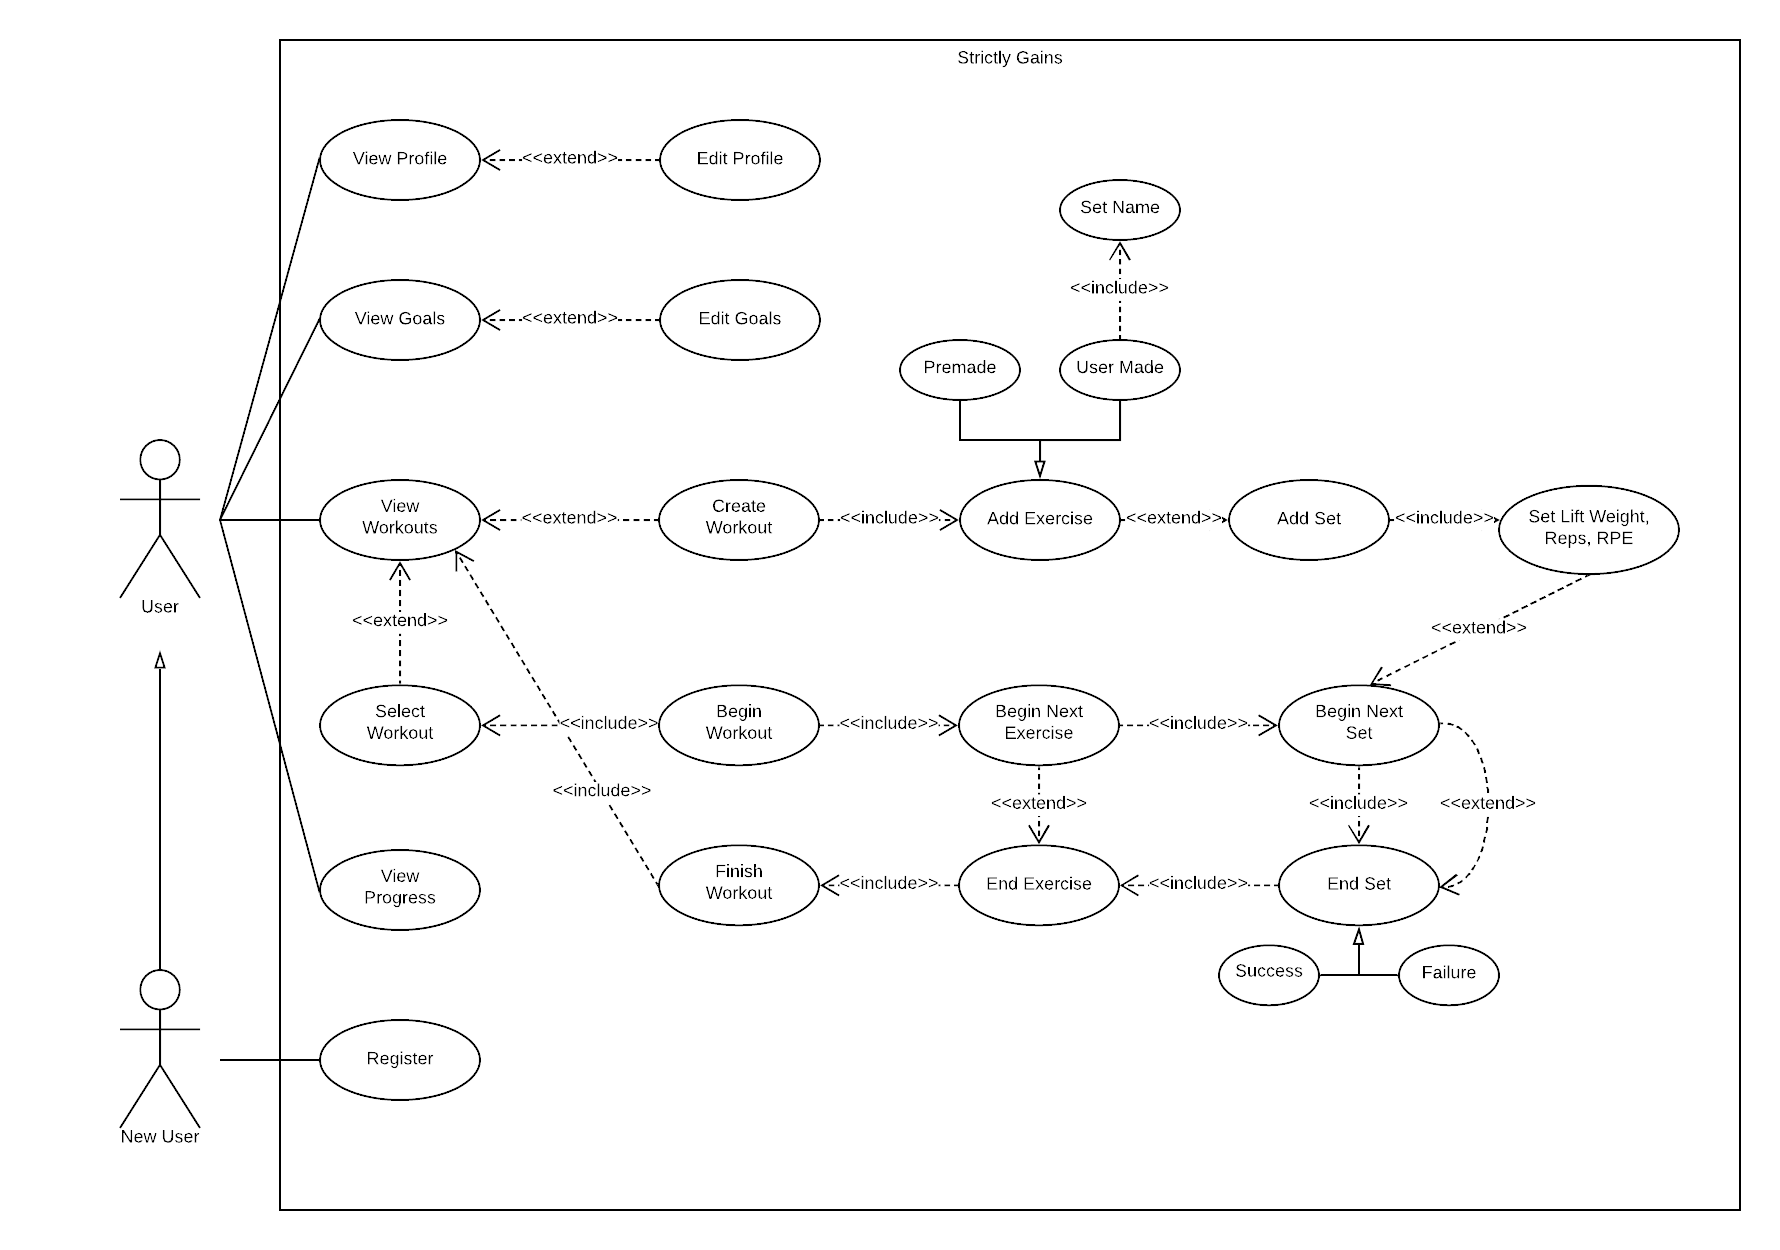 Strictly Gains
View Profile
<<extend>>
Edit Profile
Set Name
<<include>>
View Goals
<<extend>>
Edit Goals
Premade
User Made
View
Workouts
<<extend>>
Create
Workout
<<include>>
Add Exercise
<<extend>>
Add Set
<<include>>
Set Lift Weight,
Reps, RPE
User
<<extend>>
<<extend>>
Select
Workout
<<include>>
Begin
Workout
<<include>>
Begin Next
Exercise
<<include>>
Begin Next
Set
<<include>>
<<extend>>
<<include>>
<<extend>>
View
Progress
Finish
Workout
<<include>>
End Exercise
<<include>>
End Set
Success
Failure
Register
New User